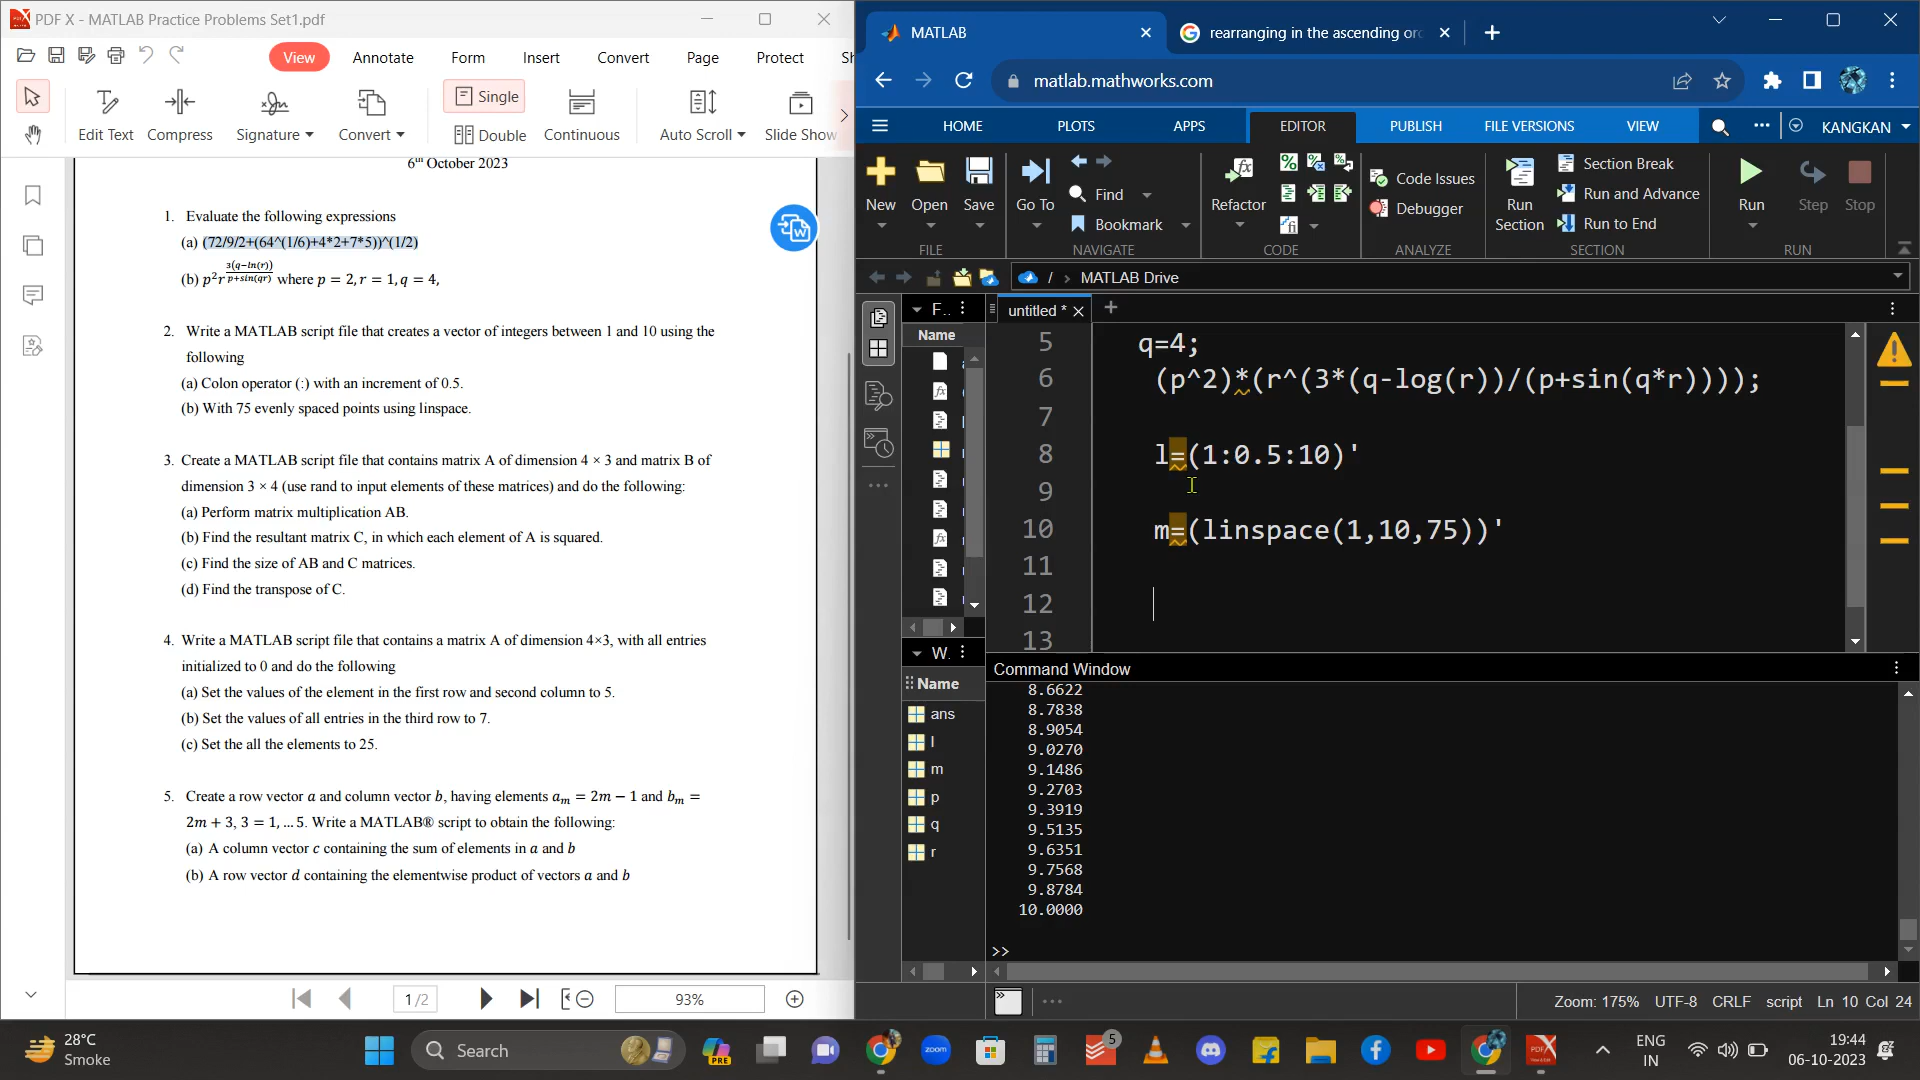 PDF X - MATLAB Practice Problems Set1.pdf
View Annotate Form Insert Convert Page Protect
Edit Text Compress Signature Convert Single Double Continuous Auto Scroll Slide Show
6th October 2023
1. Evaluate the following expressions
(a) (72/9/2+(64^(1/6)+4*2+7*5))^(1/2)
(b) p²r^(3(q−ln(r))/(p+sin(qr))) where p = 2, r = 1, q = 4,
2. Write a MATLAB script file that creates a vector of integers between 1 and 10 using the
following
(a) Colon operator (:) with an increment of 0.5.
(b) With 75 evenly spaced points using linspace.
3. Create a MATLAB script file that contains matrix A of dimension 4 × 3 and matrix B of
dimension 3 × 4 (use rand to input elements of these matrices) and do the following:
(a) Perform matrix multiplication AB.
(b) Find the resultant matrix C, in which each element of A is squared.
(c) Find the size of AB and C matrices.
(d) Find the transpose of C.
4. Write a MATLAB script file that contains a matrix A of dimension 4×3, with all entries
initialized to 0 and do the following
(a) Set the values of the element in the first row and second column to 5.
(b) Set the values of all entries in the third row to 7.
(c) Set the all the elements to 25.
5. Create a row vector a and column vector b, having elements aₘ = 2m − 1 and bₘ =
2m + 3, 3 = 1, … 5. Write a MATLAB® script to obtain the following:
(a) A column vector c containing the sum of elements in a and b
(b) A row vector d containing the elementwise product of vectors a and b
1 /2
93%
MATLAB
rearranging in the ascending or
matlab.mathworks.com
HOME PLOTS APPS EDITOR PUBLISH FILE VERSIONS VIEW KANGKAN
New Open Save Go To Find Bookmark Refactor Code Issues Debugger Run Section Section Break Run and Advance Run to End Run Step Stop
FILE NAVIGATE CODE ANALYZE SECTION RUN
/ › MATLAB Drive
F..
Name
untitled *
5 q=4;
6 (p^2)*(r^(3*(q-log(r))/(p+sin(q*r))));
7
8 l=(1:0.5:10)'
9
10 m=(linspace(1,10,75))'
11
12
13
W.
Name
ans
l
m
p
q
r
Command Window
8.6622
8.7838
8.9054
9.0270
9.1486
9.2703
9.3919
9.5135
9.6351
9.7568
9.8784
10.0000
>>
Zoom: 175% UTF-8 CRLF script Ln 10 Col 24
28°C
Smoke
Search
PRE
zoom
5
PDFX
ENG
IN
19:44
06-10-2023